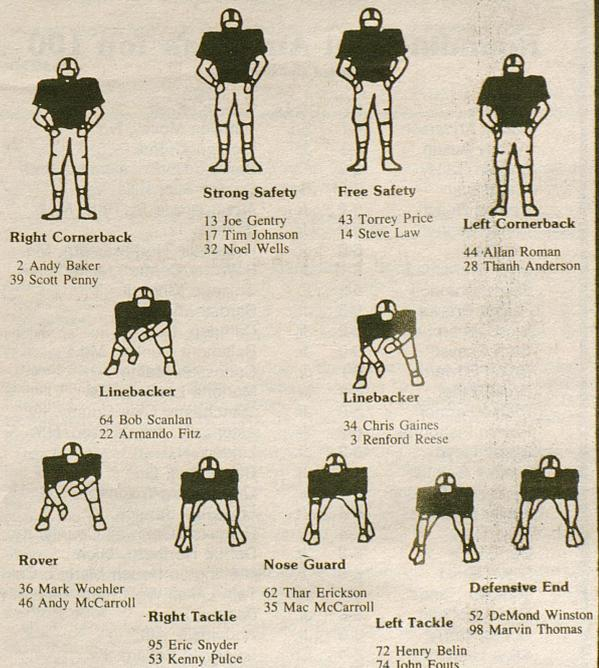 Strong Safety
13 Joe Gentry
17 Tim Johnson
32 Noel Wells
Free Safety
43 Torrey Price
14 Steve Law
Right Cornerback
2 Andy Baker
39 Scott Penny
Left Cornerback
44 Allan Roman
28 Thanh Anderson
Linebacker
64 Bob Scanlan
22 Armando Fitz
Linebacker
34 Chris Gaines
3 Renford Reese
Rover
36 Mark Woehler
46 Andy McCarroll
Right Tackle
95 Eric Snyder
53 Kenny Pulce
Nose Guard
62 Thar Erickson
35 Mac McCarroll
Left Tackle
72 Henry Belin
74 John Fouts
Defensive End
52 DeMond Winston
98 Marvin Thomas